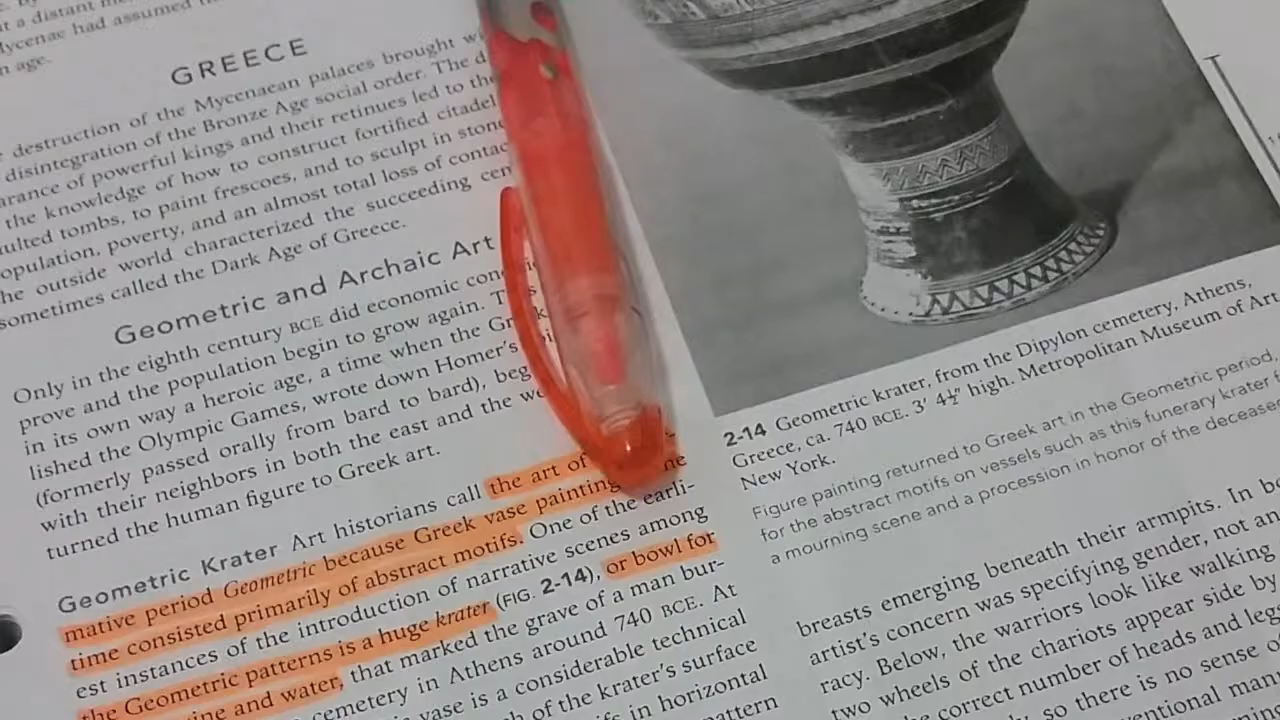 t a distant
Mycenae had assumed
n age.
GREECE
destruction of the Mycenaean palaces brought
disintegration of the Bronze Age social order. The
arance of powerful kings and their retinues led to the
the knowledge of how to construct fortified citadel
aulted tombs, to paint frescoes, and to sculpt in stone
opulation, poverty, and an almost total loss of contac
he outside world characterized the succeeding cen
sometimes called the Dark Age of Greece.
Geometric and Archaic Art
Only in the eighth century BCE did economic
prove and the population begin to grow again.
in its own way a heroic age, a time when the
lished the Olympic Games, wrote down Homer's
(formerly passed orally from bard to bard),
with their neighbors in both the east and the
turned the human figure to Greek art.
Geometric Krater Art historians call the art of
mative period Geometric because Greek vase painting
time consisted primarily of abstract motifs. One of the earli-
est instances of the introduction of narrative scenes among
the Geometric patterns is a huge krater (FIG. 2-14), or bowl for
and water, that marked the grave of a man bur-
cemetery in Athens around 740 BCE. At
vase is a considerable technical
of the krater's surface
in horizontal
pattern
2-14 Geometric krater, from the Dipylon cemetery, Athens,
Greece, ca. 740 BCE. 3' 4½" high. Metropolitan Museum of Art
New York.
Figure painting returned to Greek art in the Geometric period,
for the abstract motifs on vessels such as this funerary krater
a mourning scene and a procession in honor of the deceased
breasts emerging beneath their armpits. In
artist's concern was specifying gender, not
racy. Below, the warriors look like walking
two wheels of the chariots appear side by
correct number of heads and
so there is no sense